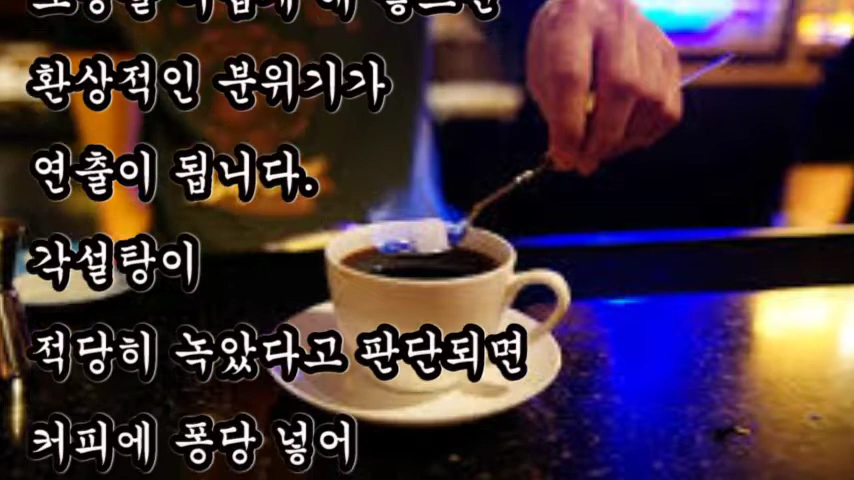 환상적인 분위기가
연출이 됩니다.
각설탕이
적당히 녹았다고 판단되면
커피에 퐁당 넣어